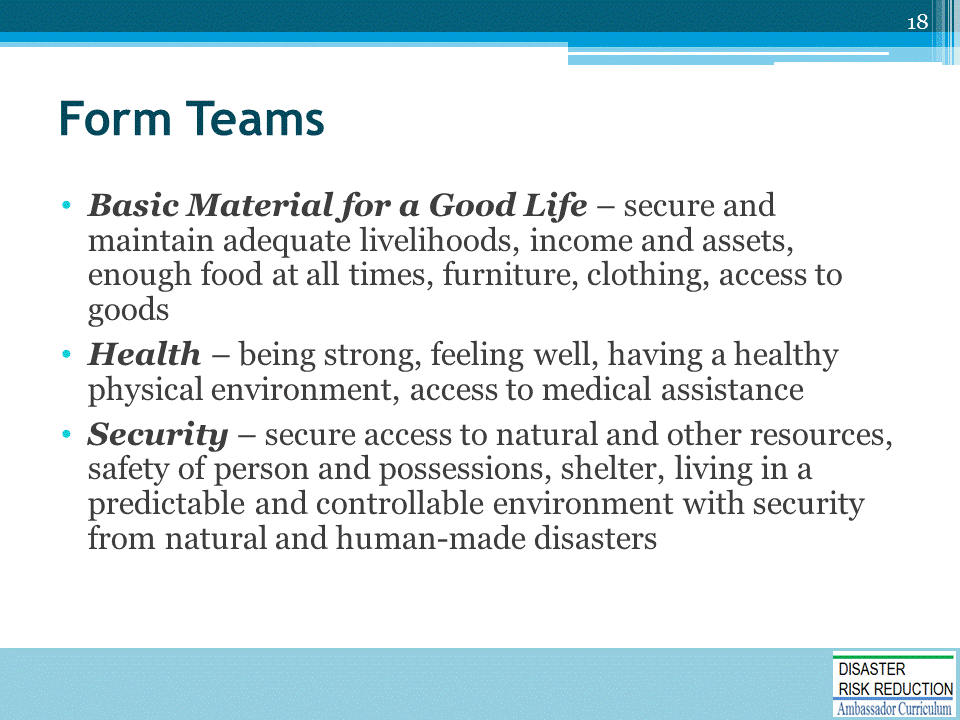 18
Form Teams
• Basic Material for a Good Life – secure and
maintain adequate livelihoods, income and assets,
enough food at all times, furniture, clothing, access to
goods
• Health – being strong, feeling well, having a healthy
physical environment, access to medical assistance
• Security – secure access to natural and other resources,
safety of person and possessions, shelter, living in a
predictable and controllable environment with security
from natural and human-made disasters
DISASTER
RISK REDUCTION
Ambassador Curriculum